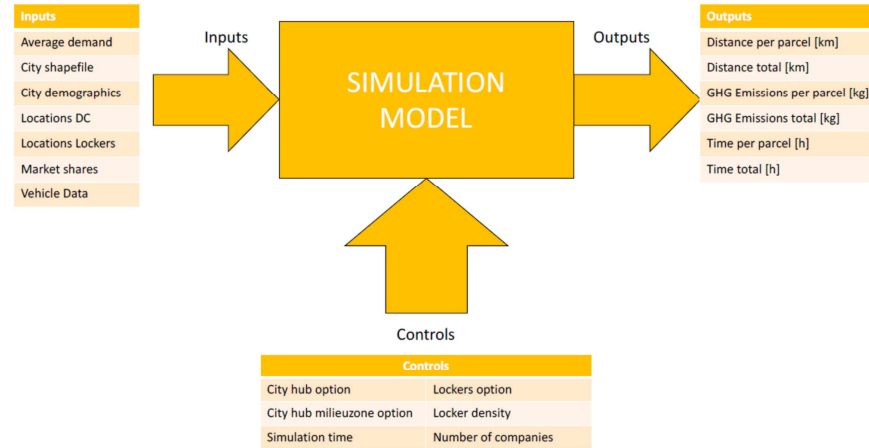 Inputs
Average demand
City shapefile
City demographics
Locations DC
Locations Lockers
Market shares
Vehicle Data
Inputs
SIMULATION
MODEL
Outputs
Outputs
Distance per parcel [km]
Distance total [km]
GHG Emissions per parcel [kg]
GHG Emissions total [kg]
Time per parcel [h]
Time total [h]
Controls
Controls
City hub option Lockers option
City hub milieuzone option Locker density
Simulation time Number of companies